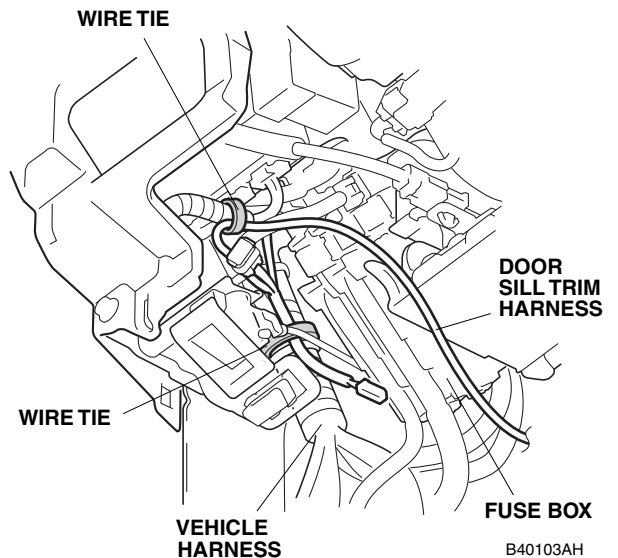 WIRE TIE
DOOR
SILL TRIM
HARNESS
WIRE TIE
FUSE BOX
VEHICLE
HARNESS
B40103AH